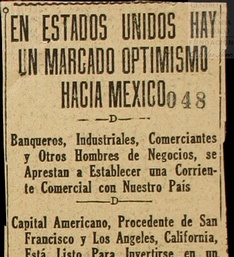 EN ESTADOS UNIDOS HAY
UN MARCADO OPTIMISMO
HACIA MEXICO 048
D
Banqueros, Industriales, Comerciantes
y Otros Hombres de Negocios, se
Aprestan a Establecer una Corrien-
te Comercial con Nuestro País
D
Capital Americano, Procedente de San
Francisco y Los Angeles, California,
Está Listo Para Invertirse en un